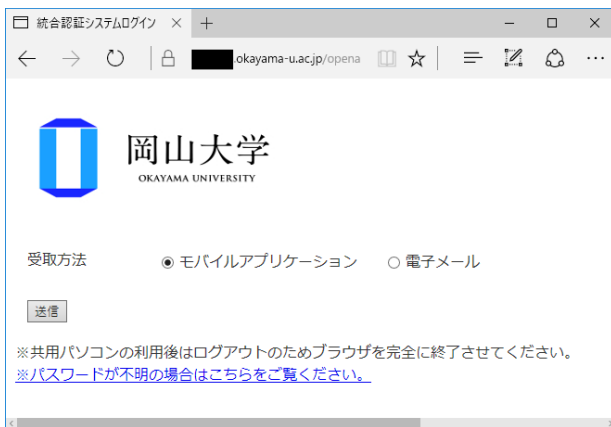 統合認証システムログイン
.okayama-u.ac.jp/opena
岡山大学
OKAYAMA UNIVERSITY
受取方法 モバイルアプリケーション 電子メール
送信
※共用パソコンの利用後はログアウトのためブラウザを完全に終了させてください。
※パスワードが不明の場合はこちらをご覧ください。